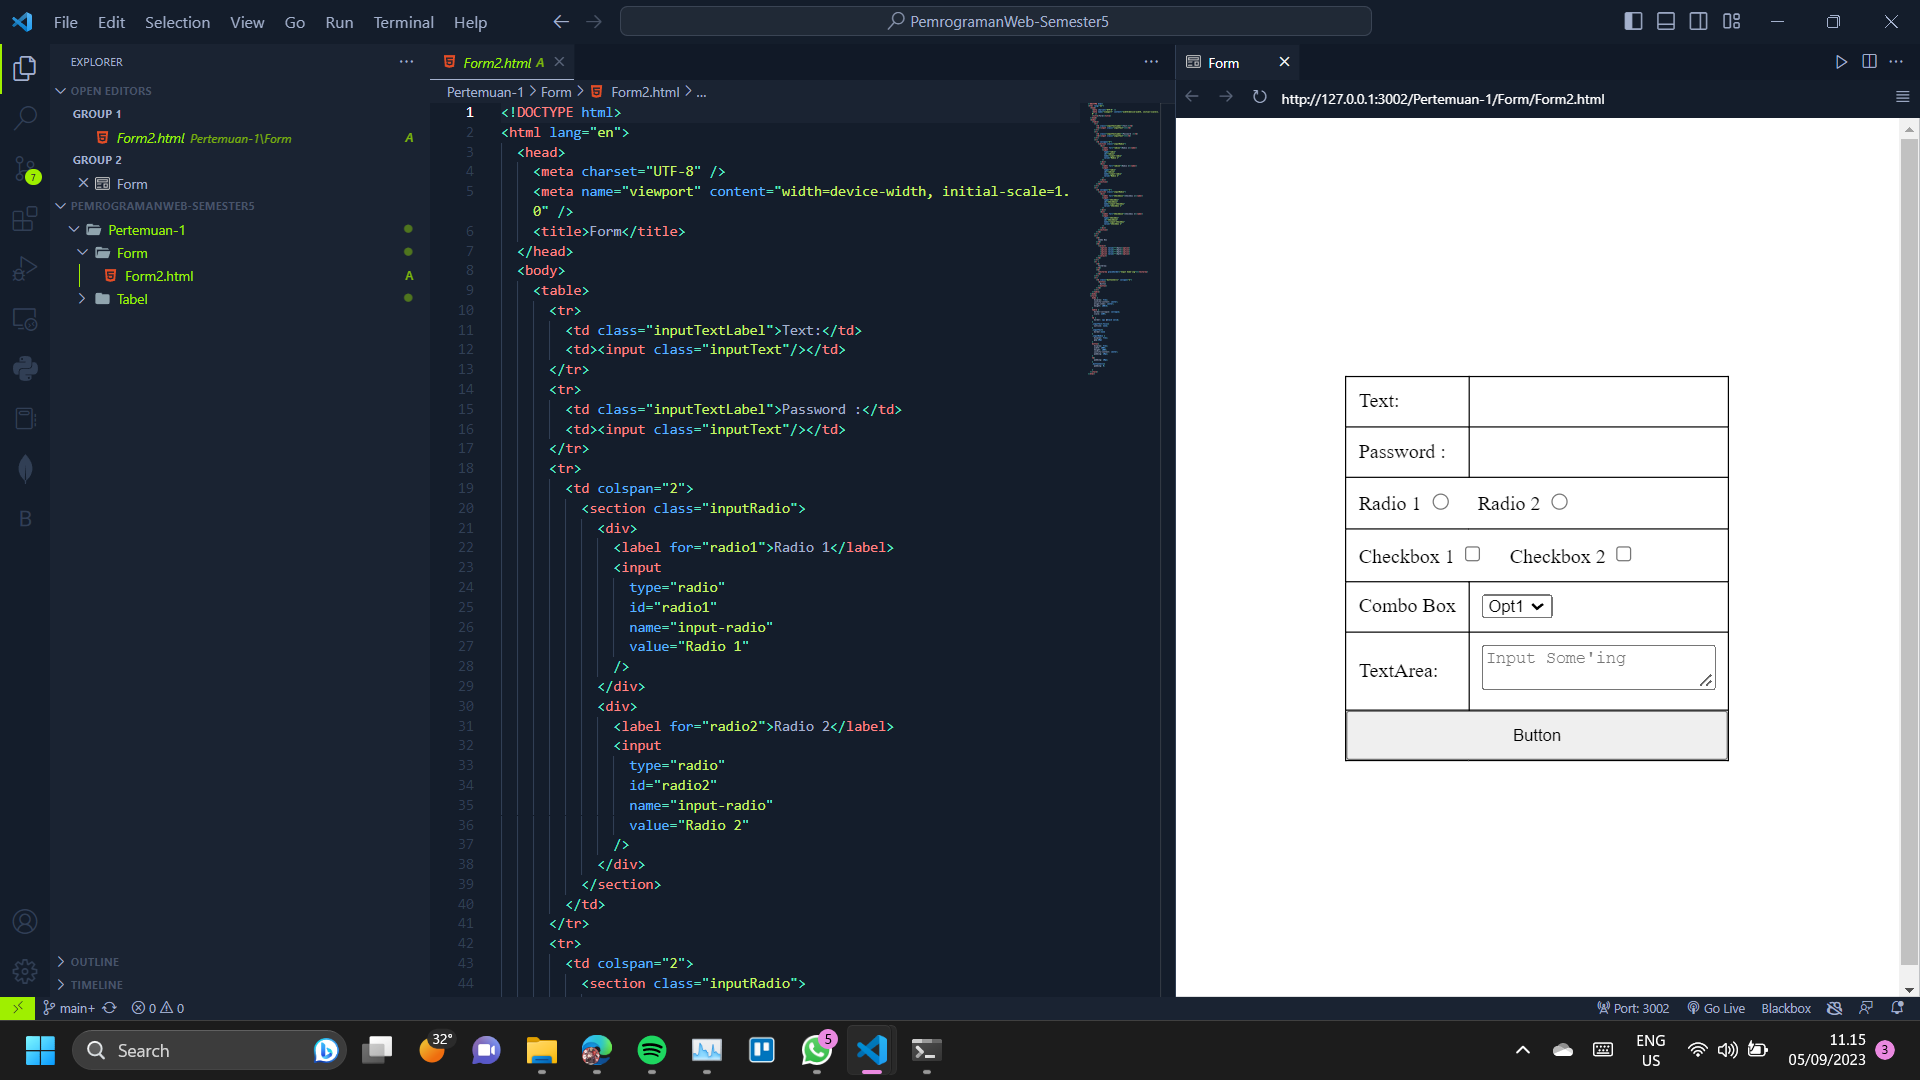 File Edit Selection View Go Run Terminal Help
PemrogramanWeb-Semester5
EXPLORER
OPEN EDITORS
GROUP 1
Form2.html Pertemuan-1\Form A
GROUP 2
Form
PEMROGRAMANWEB-SEMESTER5
Pertemuan-1
Form
Form2.html A
Tabel
OUTLINE
TIMELINE
7
B
Form2.html A
Pertemuan-1 > Form > Form2.html > ...
1 <!DOCTYPE html>
2 <html lang="en">
3 <head>
4 <meta charset="UTF-8" />
5 <meta name="viewport" content="width=device-width, initial-scale=1.
0" />
6 <title>Form</title>
7 </head>
8 <body>
9 <table>
10 <tr>
11 <td class="inputTextLabel">Text:</td>
12 <td><input class="inputText"/></td>
13 </tr>
14 <tr>
15 <td class="inputTextLabel">Password :</td>
16 <td><input class="inputText"/></td>
17 </tr>
18 <tr>
19 <td colspan="2">
20 <section class="inputRadio">
21 <div>
22 <label for="radio1">Radio 1</label>
23 <input
24 type="radio"
25 id="radio1"
26 name="input-radio"
27 value="Radio 1"
28 />
29 </div>
30 <div>
31 <label for="radio2">Radio 2</label>
32 <input
33 type="radio"
34 id="radio2"
35 name="input-radio"
36 value="Radio 2"
37 />
38 </div>
39 </section>
40 </td>
41 </tr>
42 <tr>
43 <td colspan="2">
44 <section class="inputRadio">
Form
http://127.0.0.1:3002/Pertemuan-1/Form/Form2.html
Text:
Password :
Radio 1 Radio 2
Checkbox 1 Checkbox 2
Combo Box Opt1
TextArea: Input Some'ing
Button
main+ 0 0
Port: 3002 Go Live Blackbox
Search
32°
5
ENG
US
11.15
05/09/2023
3